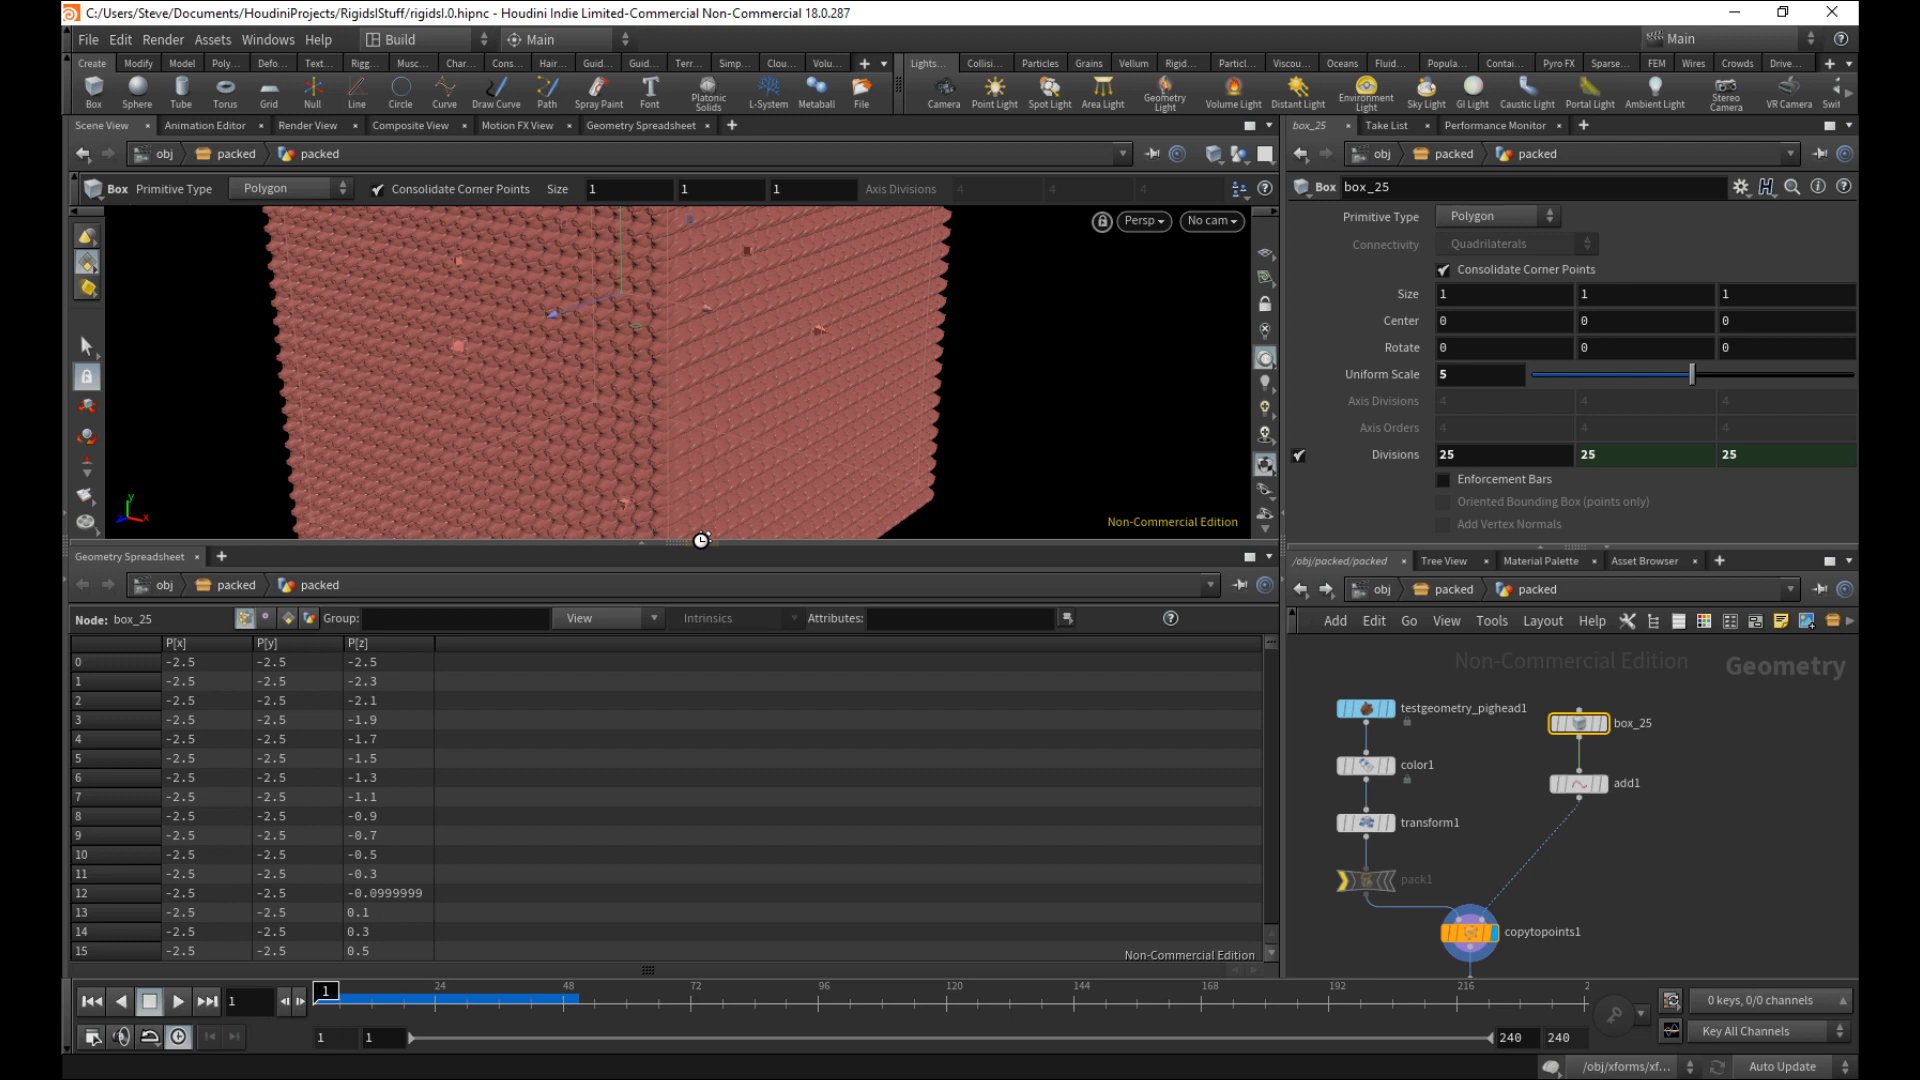 C:/Users/Steve/Documents/HoudiniProjects/RigidslStuff/rigidsl.0.hipnc - Houdini Indie Limited-Commercial Non-Commercial 18.0.287
File Edit Render Assets Windows Help Build Main Main
Create Modify Model Poly... Defo... Text... Rigg... Musc... Char... Cons... Hair... Guid... Guid... Terr... Simp... Clou... Volu... Lights... Collisi... Particles Grains Vellum Rigid... Particl... Viscou... Oceans Fluid... Popula... Contai... Pyro FX Sparse... FEM Wires Crowds Drive...
Box Sphere Tube Torus Grid Null Line Circle Curve Draw Curve Path Spray Paint Font Platonic Solids L-System Metaball File Camera Point Light Spot Light Area Light Geometry Light Volume Light Distant Light Environment Light Sky Light GI Light Caustic Light Portal Light Ambient Light Stereo Camera VR Camera Swit
Scene View Animation Editor Render View Composite View Motion FX View Geometry Spreadsheet
box_25 Take List Performance Monitor
obj packed packed
obj packed packed
Box Primitive Type Polygon Consolidate Corner Points Size 1 1 1 Axis Divisions 4 4 4
Persp No cam
Non-Commercial Edition
Box box_25
Primitive Type Polygon
Connectivity Quadrilaterals
Consolidate Corner Points
Size 1 1 1
Center 0 0 0
Rotate 0 0 0
Uniform Scale 5
Axis Divisions 4 4 4
Axis Orders 4 4 4
Divisions 25 25 25
Enforcement Bars
Oriented Bounding Box (points only)
Add Vertex Normals
Geometry Spreadsheet
obj packed packed
Node: box_25 Group: View Intrinsics Attributes:
P[x] P[y] P[z]
0 -2.5 -2.5 -2.5
1 -2.5 -2.5 -2.3
2 -2.5 -2.5 -2.1
3 -2.5 -2.5 -1.9
4 -2.5 -2.5 -1.7
5 -2.5 -2.5 -1.5
6 -2.5 -2.5 -1.3
7 -2.5 -2.5 -1.1
8 -2.5 -2.5 -0.9
9 -2.5 -2.5 -0.7
10 -2.5 -2.5 -0.5
11 -2.5 -2.5 -0.3
12 -2.5 -2.5 -0.0999999
13 -2.5 -2.5 0.1
14 -2.5 -2.5 0.3
15 -2.5 -2.5 0.5
Non-Commercial Edition
/obj/packed/packed Tree View Material Palette Asset Browser
obj packed packed
Add Edit Go View Tools Layout Help
Non-Commercial Edition Geometry
testgeometry_pighead1
box_25
color1
add1
transform1
pack1
copytopoints1
1 1 24 48 72 96 120 144 168 192 216 2
0 keys, 0/0 channels
1 1 240 240
Key All Channels
/obj/xforms/xf... Auto Update